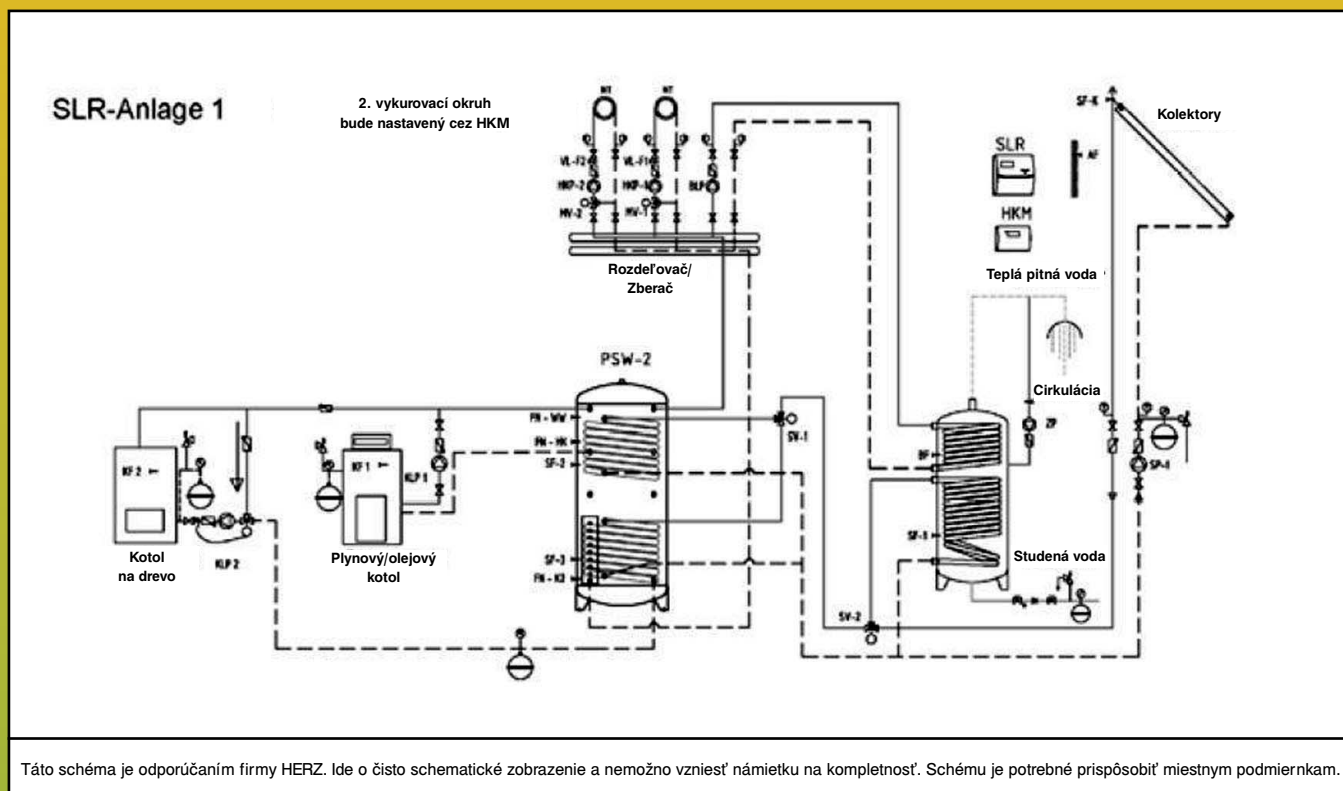 SLR-Anlage 1
2. vykurovací okruh
bude nastavený cez HKM
VL-F2
VL-F1
HKP-2
BLP
MV-2
MV-1
Rozdeľovač/
Zberač
SLR
AF
HKM
SF-K
Kolektory
Teplá pitná voda
Cirkulácia
ZP
SP-1
PSW-2
FN - WW
FN - HK
SF-2
SV-1
BF
SF-1
Studená voda
SF-3
SV-2
KF 2
KF 1
KLP 1
KLP 2
Kotol
na drevo
Plynový/olejový
kotol
Táto schéma je odporúčaním firmy HERZ. Ide o čisto schematické zobrazenie a nemožno vzniesť námietku na kompletnosť. Schému je potrebné prispôsobiť miestnym podmiernkam.